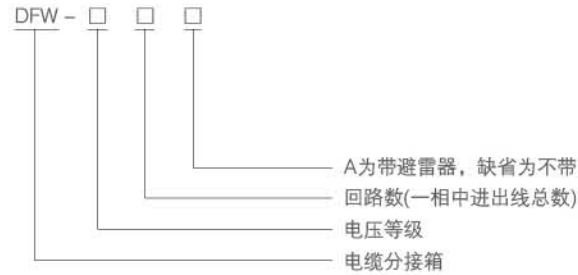 DFW - □ □ □
A为带避雷器，缺省为不带
回路数(一相中进出线总数)
电压等级
电缆分接箱